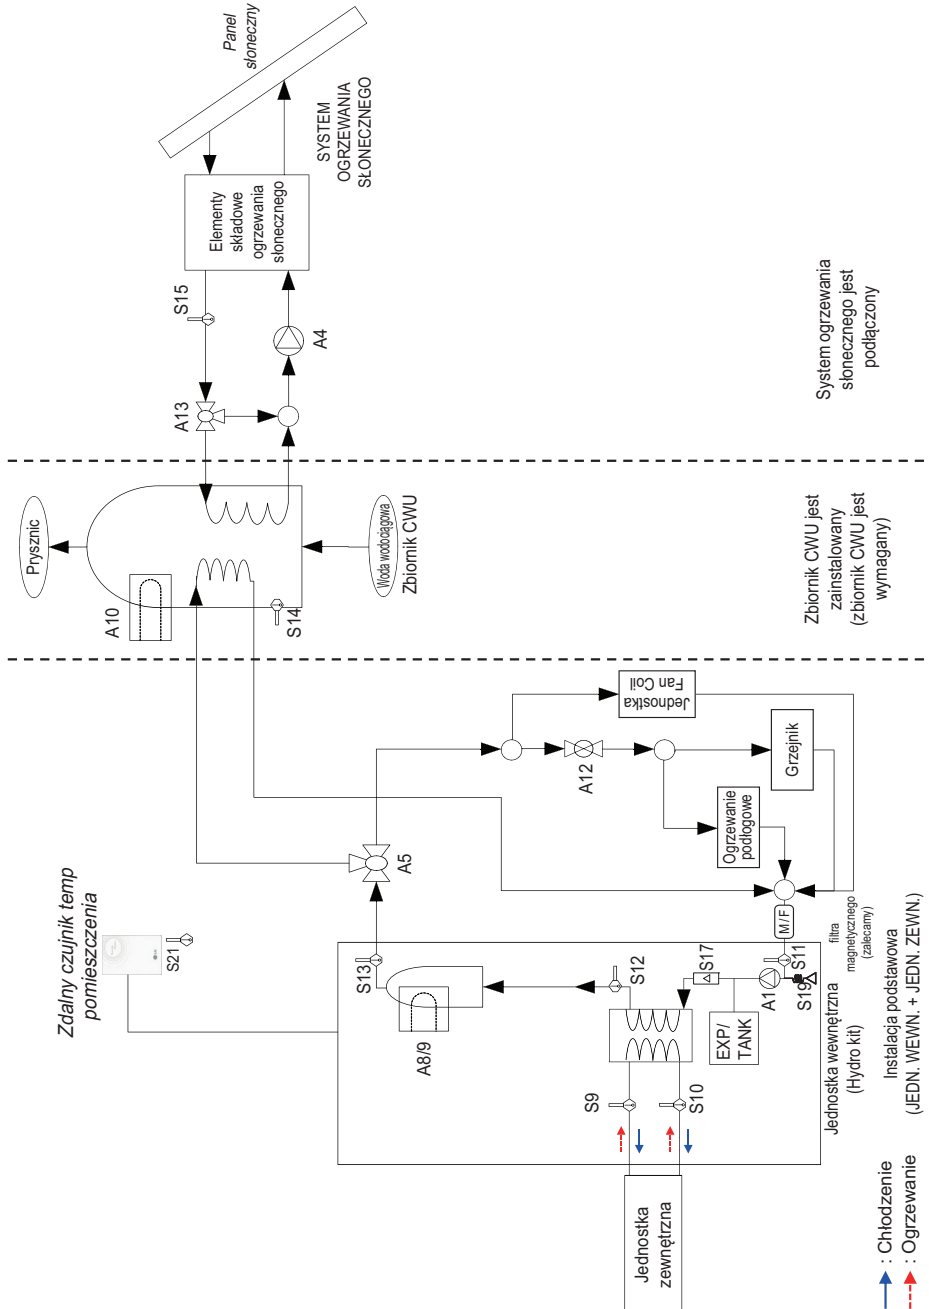 Panel
słoneczny
SYSTEM
OGRZEWANIA
SŁONECZNEGO
Elementy
składowe
ogrzewania
słonecznego
S15
A4
A13
System ogrzewania
słonecznego jest
podłączony
Prysznic
A10
S14
Woda wodociągowa
Zbiornik CWU
Zbiornik CWU jest
zainstalowany
(zbiornik CWU jest
wymagany)
Zdalny czujnik temp
pomieszczenia
S21
A5
A12
Jednostka
Fan Coil
Grzejnik
Ogrzewanie
podłogowe
M/F
filtra
magnetycznego
(zalecamy)
S13
A8/9
S12
S17
S11
A1
S19
EXP/
TANK
S9
S10
Jednostka wewnętrzna
(Hydro kit)
Instalacja podstawowa
(JEDN. WEWN. + JEDN. ZEWN.)
Jednostka
zewnętrzna
: Chłodzenie
: Ogrzewanie